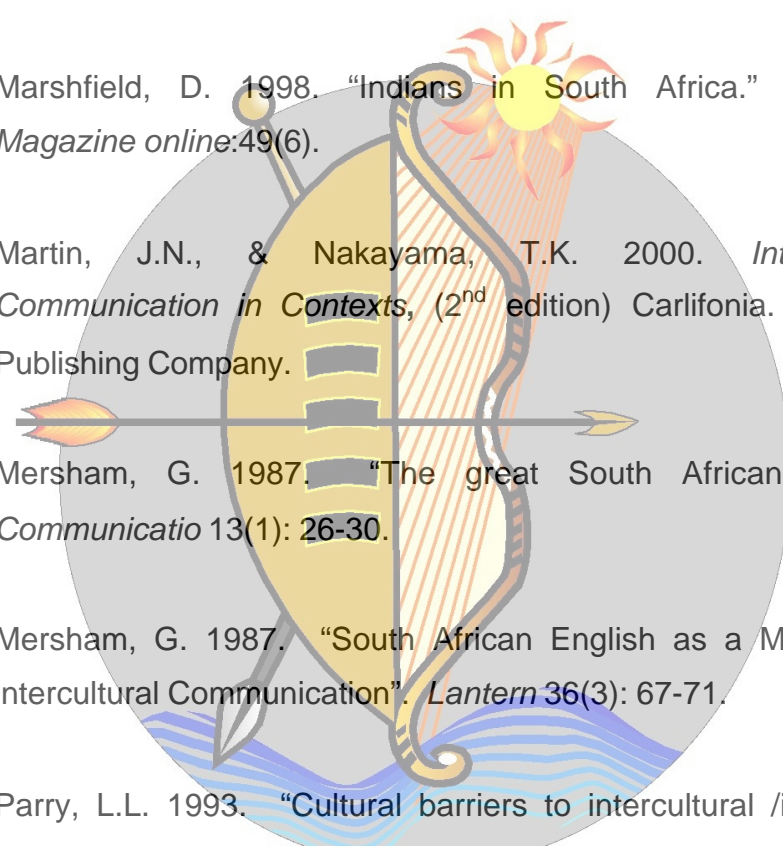 Marshfield, D. 1998. “Indians in South Africa.”
Magazine online:49(6).
Martin, J.N., & Nakayama, T.K. 2000. Int
Communication in Contexts, (2nd edition) Carlifonia.
Publishing Company.
Mersham, G. 1987. “The great South African
Communicatio 13(1): 26-30.
Mersham, G. 1987. “South African English as a M
Intercultural Communication”. Lantern 36(3): 67-71.
Parry, L.L. 1993. “Cultural barriers to intercultural /i